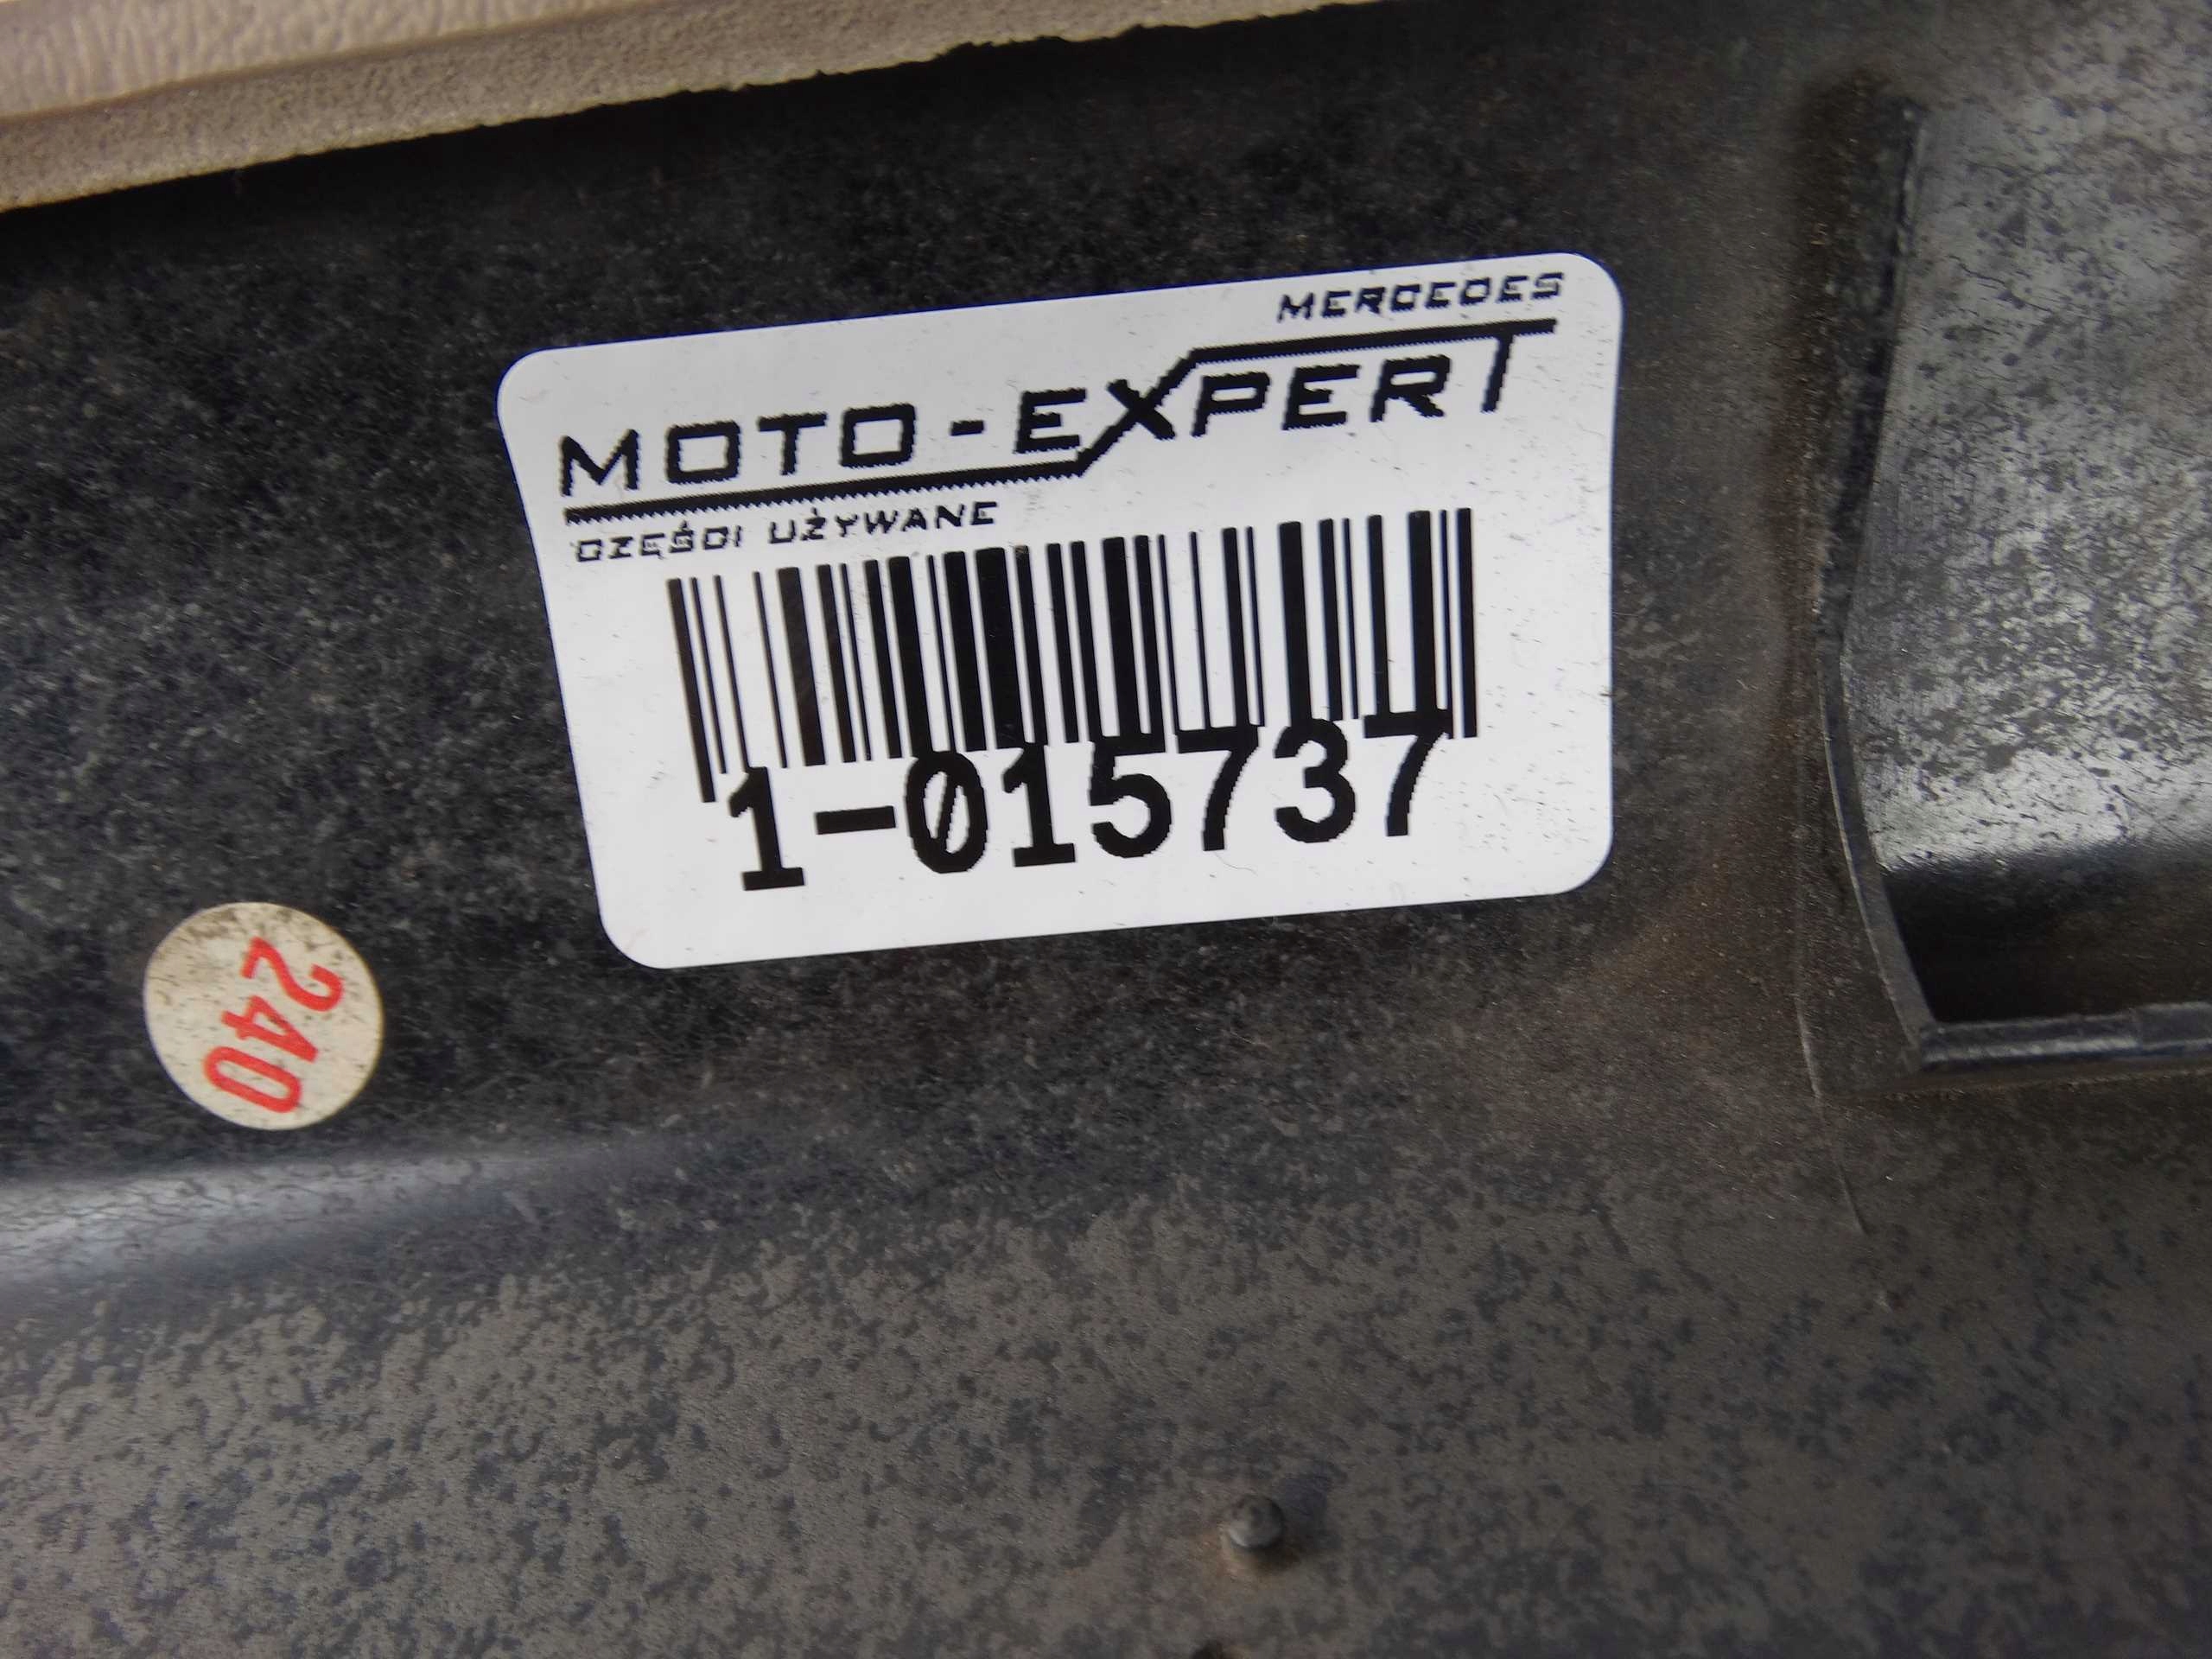 MERCEDES
MOTO-EXPERT
CZĘŚCI UŻYWANE
1-015737
240